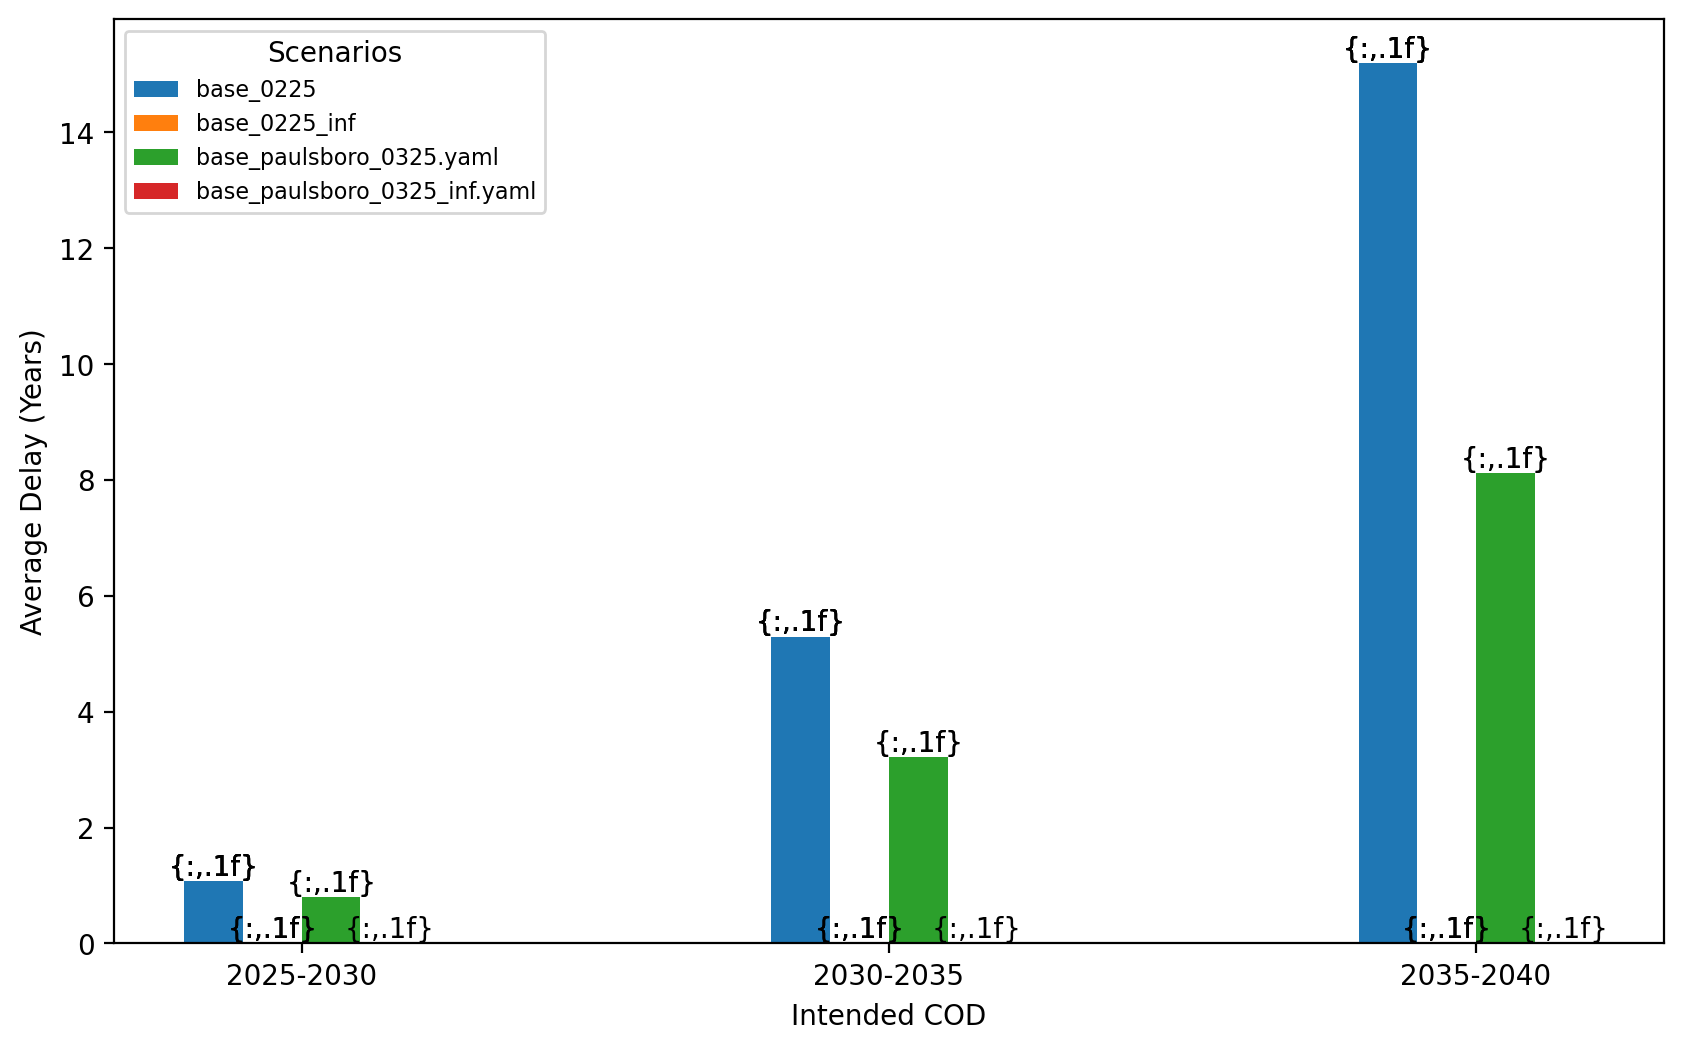 Scenarios
base_0225
base_0225_inf
base_paulsboro_0325.yaml
base_paulsboro_0325_inf.yaml
Average Delay (Years)
14
12
10
8
6
4
2
0
{:,.1f}
{:,.1f}
{:,.1f}
{:,.1f}
{:,.1f}
{:,.1f}
{:,.1f}
{:,.1f}
{:,.1f}
{:,.1f}
{:,.1f}
{:,.1f}
2025-2030
2030-2035
2035-2040
Intended COD